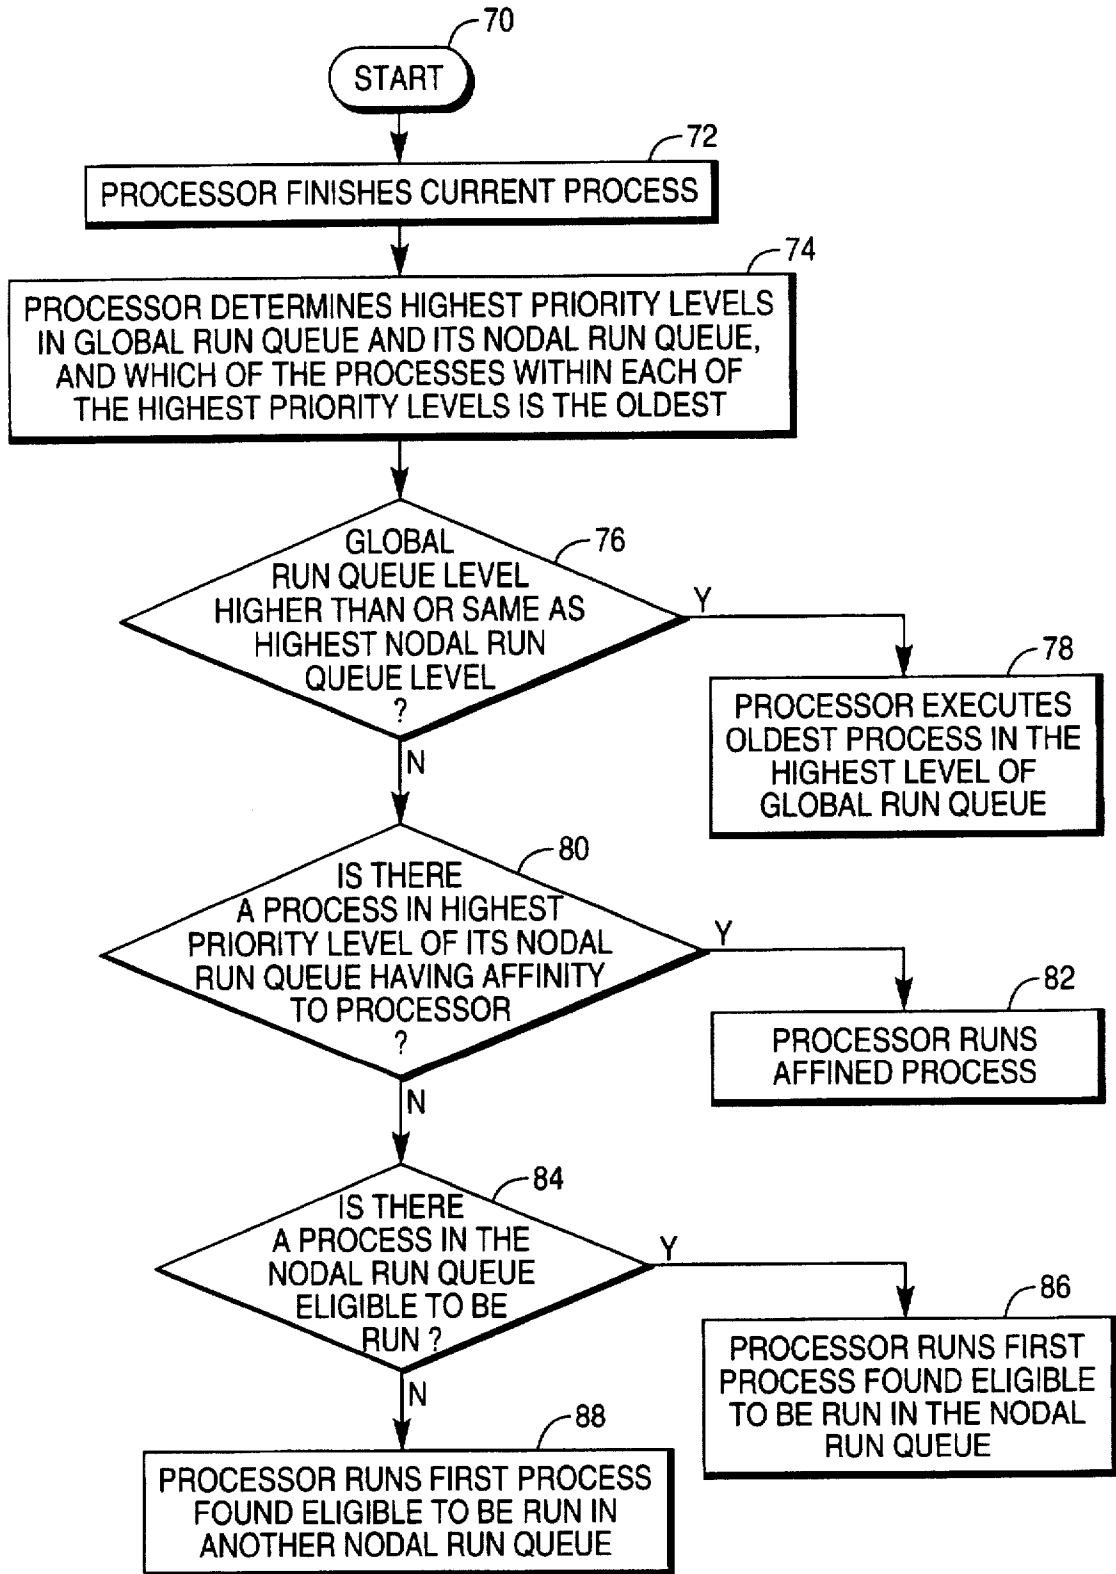 70
START
72
PROCESSOR FINISHES CURRENT PROCESS
74
PROCESSOR DETERMINES HIGHEST PRIORITY LEVELS
IN GLOBAL RUN QUEUE AND ITS NODAL RUN QUEUE,
AND WHICH OF THE PROCESSES WITHIN EACH OF
THE HIGHEST PRIORITY LEVELS IS THE OLDEST
76
GLOBAL
RUN QUEUE LEVEL
HIGHER THAN OR SAME AS
HIGHEST NODAL RUN
QUEUE LEVEL
?
Y
N
78
PROCESSOR EXECUTES
OLDEST PROCESS IN THE
HIGHEST LEVEL OF
GLOBAL RUN QUEUE
80
IS THERE
A PROCESS IN HIGHEST
PRIORITY LEVEL OF ITS NODAL
RUN QUEUE HAVING AFFINITY
TO PROCESSOR
?
Y
N
82
PROCESSOR RUNS
AFFINED PROCESS
84
IS THERE
A PROCESS IN THE
NODAL RUN QUEUE
ELIGIBLE TO BE
RUN ?
Y
N
86
PROCESSOR RUNS FIRST
PROCESS FOUND ELIGIBLE
TO BE RUN IN THE NODAL
RUN QUEUE
88
PROCESSOR RUNS FIRST PROCESS
FOUND ELIGIBLE TO BE RUN IN
ANOTHER NODAL RUN QUEUE